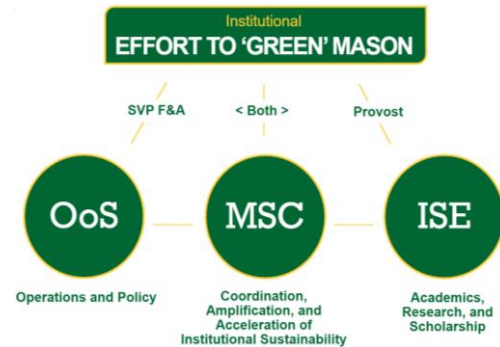 Institutional
EFFORT TO ‘GREEN’ MASON
SVP F&A
< Both >
Provost
OoS
MSC
ISE
Operations and Policy
Coordination,
Amplification, and
Acceleration of
Institutional Sustainability
Academics,
Research, and
Scholarship